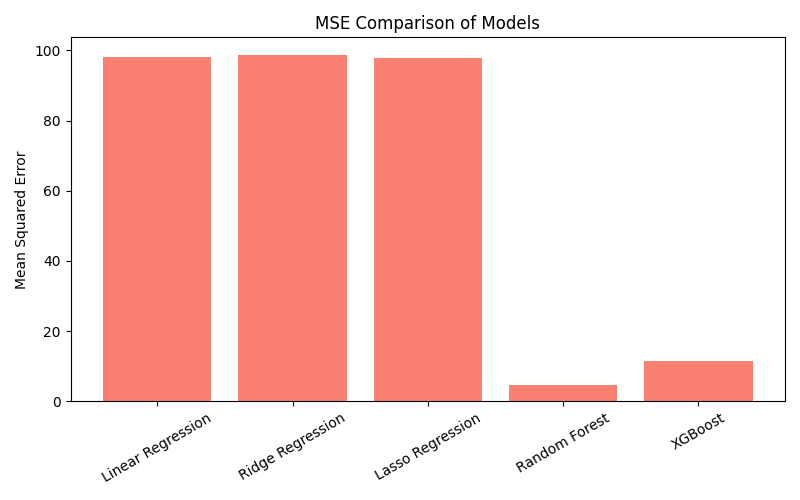 MSE Comparison of Models
Mean Squared Error
100
80
60
40
20
0
Linear Regression
Ridge Regression
Lasso Regression
Random Forest
XGBoost